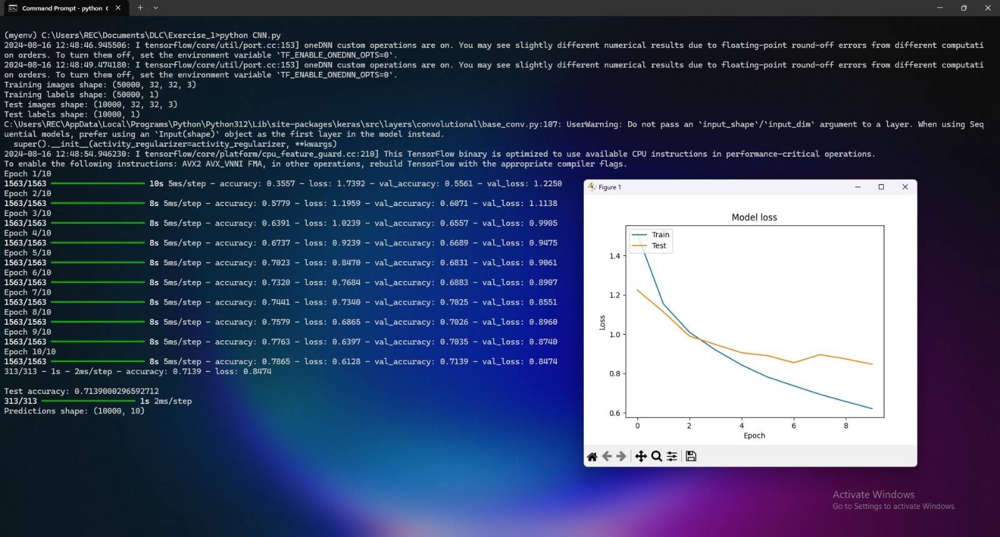 Command Prompt - python (
(myenv) C:\Users\REC\Documents\DLC\Exercise_1>python CNN.py
2024-08-16 12:48:46.945506: I tensorflow/core/util/port.cc:153] oneDNN custom operations are on. You may see slightly different numerical results due to floating-point round-off errors from different computati
on orders. To turn them off, set the environment variable `TF_ENABLE_ONEDNN_OPTS=0`.
2024-08-16 12:48:49.474180: I tensorflow/core/util/port.cc:153] oneDNN custom operations are on. You may see slightly different numerical results due to floating-point round-off errors from different computati
on orders. To turn them off, set the environment variable `TF_ENABLE_ONEDNN_OPTS=0`.
Training images shape: (50000, 32, 32, 3)
Training labels shape: (50000, 1)
Test images shape: (10000, 32, 32, 3)
Test labels shape: (10000, 1)
C:\Users\REC\AppData\Local\Programs\Python\Python312\Lib\site-packages\keras\src\layers\convolutional\base_conv.py:107: UserWarning: Do not pass an `input_shape`/`input_dim` argument to a layer. When using Seq
uential models, prefer using an `Input(shape)` object as the first layer in the model instead.
super().__init__(activity_regularizer=activity_regularizer, **kwargs)
2024-08-16 12:48:54.946230: I tensorflow/core/platform/cpu_feature_guard.cc:210] This TensorFlow binary is optimized to use available CPU instructions in performance-critical operations.
To enable the following instructions: AVX2 AVX_VNNI FMA, in other operations, rebuild TensorFlow with the appropriate compiler flags.
Epoch 1/10
1563/1563 10s 5ms/step - accuracy: 0.3557 - loss: 1.7392 - val_accuracy: 0.5561 - val_loss: 1.2250
Epoch 2/10
1563/1563 8s 5ms/step - accuracy: 0.5779 - loss: 1.1959 - val_accuracy: 0.6071 - val_loss: 1.1138
Epoch 3/10
1563/1563 8s 5ms/step - accuracy: 0.6391 - loss: 1.0239 - val_accuracy: 0.6557 - val_loss: 0.9905
Epoch 4/10
1563/1563 8s 5ms/step - accuracy: 0.6737 - loss: 0.9239 - val_accuracy: 0.6689 - val_loss: 0.9475
Epoch 5/10
1563/1563 8s 5ms/step - accuracy: 0.7023 - loss: 0.8470 - val_accuracy: 0.6831 - val_loss: 0.9061
Epoch 6/10
1563/1563 8s 5ms/step - accuracy: 0.7320 - loss: 0.7684 - val_accuracy: 0.6883 - val_loss: 0.8907
Epoch 7/10
1563/1563 8s 5ms/step - accuracy: 0.7441 - loss: 0.7340 - val_accuracy: 0.7025 - val_loss: 0.8551
Epoch 8/10
1563/1563 8s 5ms/step - accuracy: 0.7579 - loss: 0.6865 - val_accuracy: 0.7026 - val_loss: 0.8960
Epoch 9/10
1563/1563 8s 5ms/step - accuracy: 0.7763 - loss: 0.6397 - val_accuracy: 0.7035 - val_loss: 0.8740
Epoch 10/10
1563/1563 8s 5ms/step - accuracy: 0.7865 - loss: 0.6128 - val_accuracy: 0.7139 - val_loss: 0.8474
313/313 - 1s - 2ms/step - accuracy: 0.7139 - loss: 0.8474
Test accuracy: 0.7139000296592712
313/313 1s 2ms/step
Predictions shape: (10000, 10)
Figure 1
Model loss
Train
Test
1.4
1.2
1.0
0.8
0.6
Loss
0 2 4 6 8
Epoch
Activate Windows
Go to Settings to activate Windows.